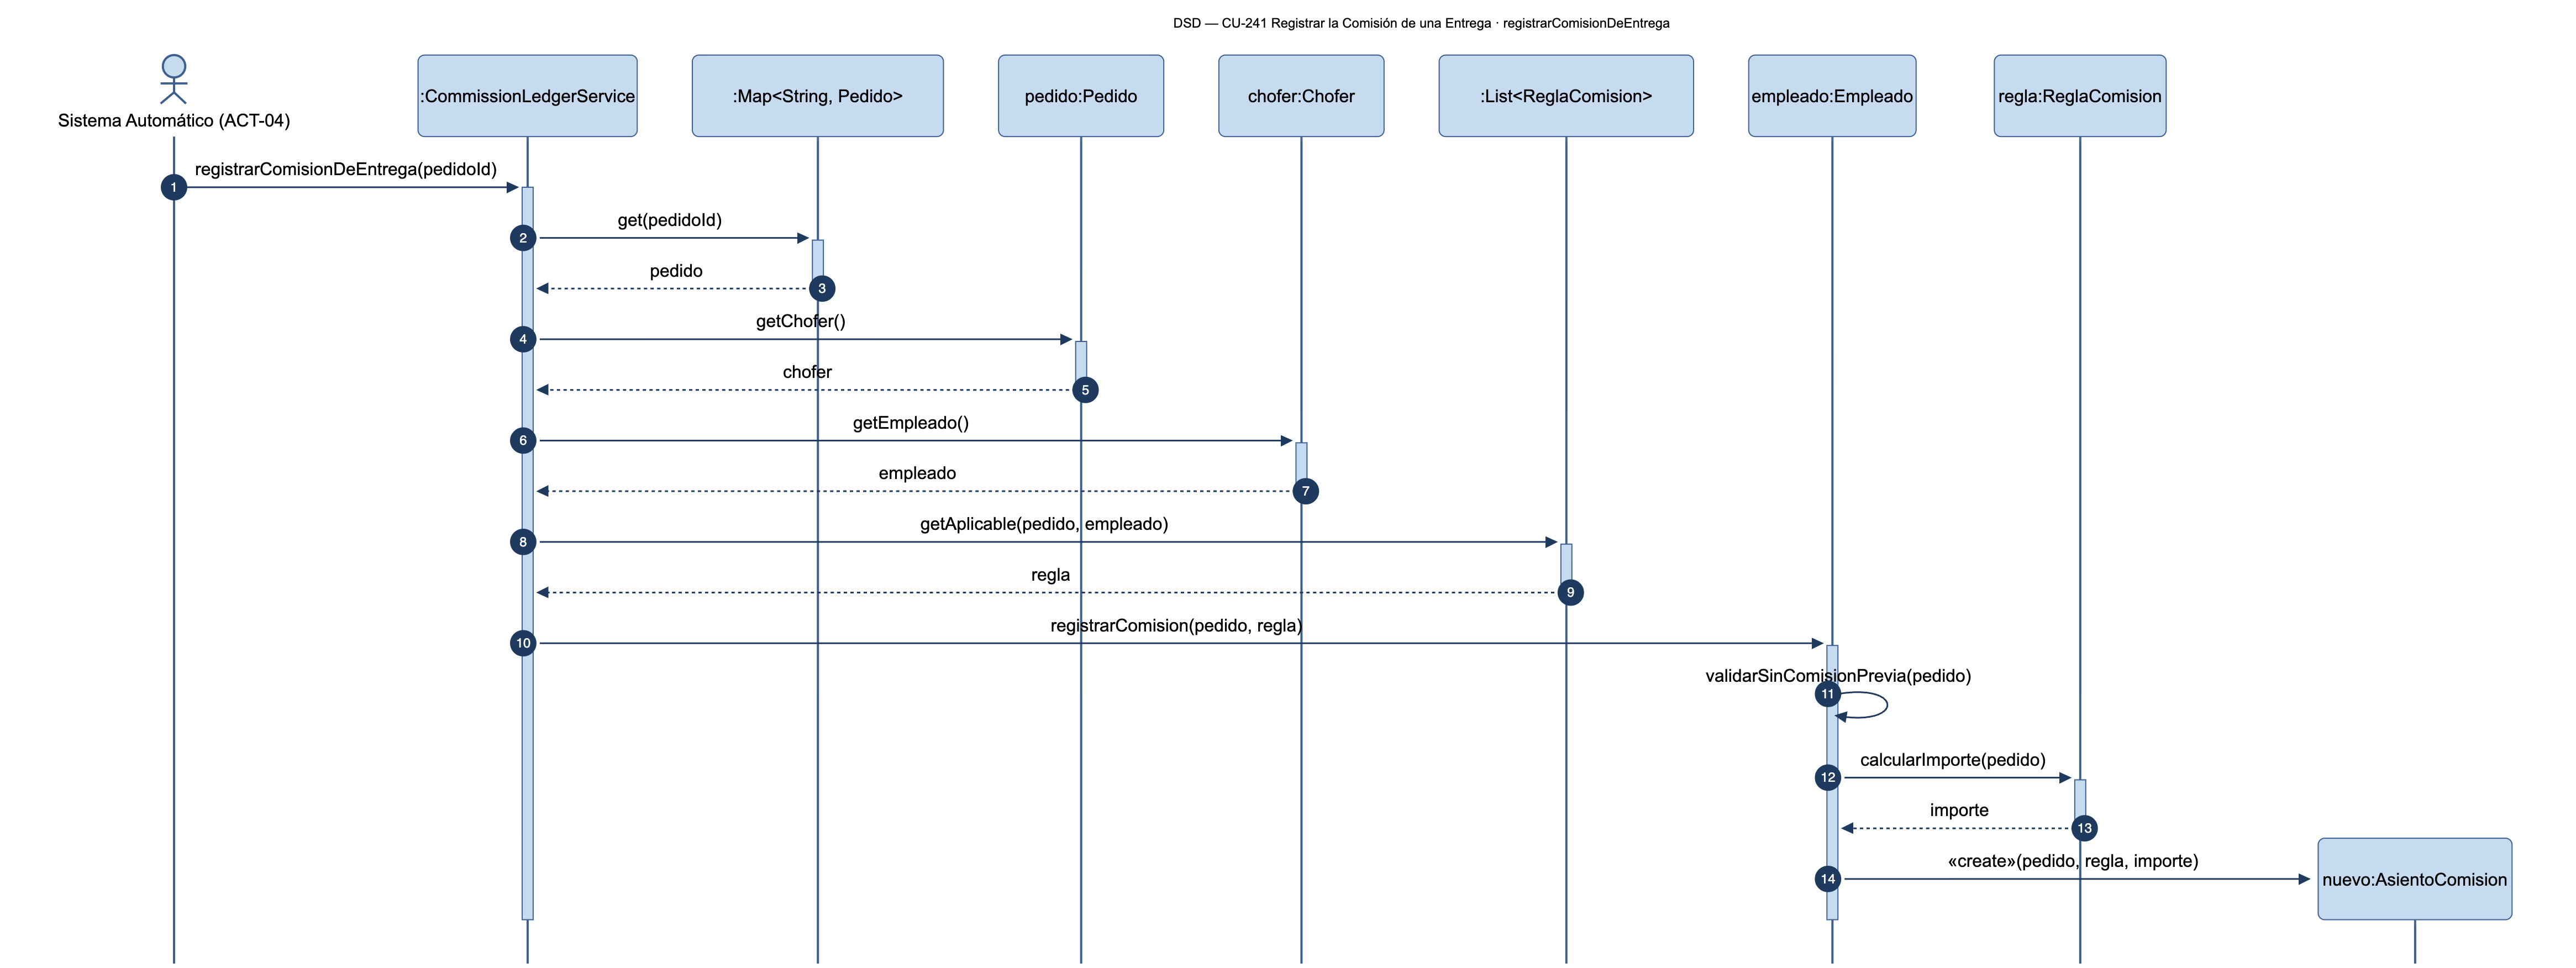 DSD — CU-241 Registrar la Comisión de una Entrega · registrarComisionDeEntrega
Sistema Automático (ACT-04)
:CommissionLedgerService
:Map<String, Pedido>
pedido:Pedido
chofer:Chofer
:List<ReglaComision>
empleado:Empleado
regla:ReglaComision
1 registrarComisionDeEntrega(pedidoId)
2 get(pedidoId)
pedido 3
4 getChofer()
chofer 5
6 getEmpleado()
empleado 7
8 getAplicable(pedido, empleado)
regla 9
10 registrarComision(pedido, regla)
validarSinComisionPrevia(pedido)
11
12 calcularImporte(pedido)
importe 13
14 «create»(pedido, regla, importe)
nuevo:AsientoComision